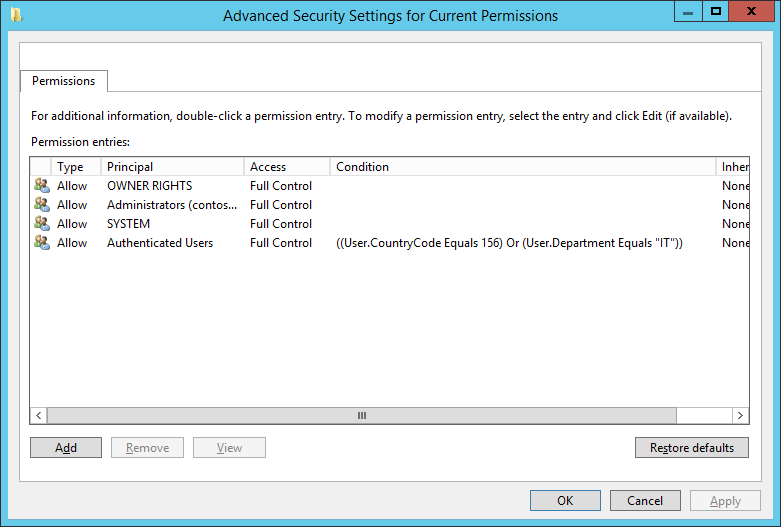 Advanced Security Settings for Current Permissions
Permissions
For additional information, double-click a permission entry. To modify a permission entry, select the entry and click Edit (if available).
Permission entries:
Type Principal Access Condition Inher
Allow OWNER RIGHTS Full Control None
Allow Administrators (contos... Full Control None
Allow SYSTEM Full Control None
Allow Authenticated Users Full Control ((User.CountryCode Equals 156) Or (User.Department Equals "IT")) None
Add Remove View Restore defaults
OK Cancel Apply